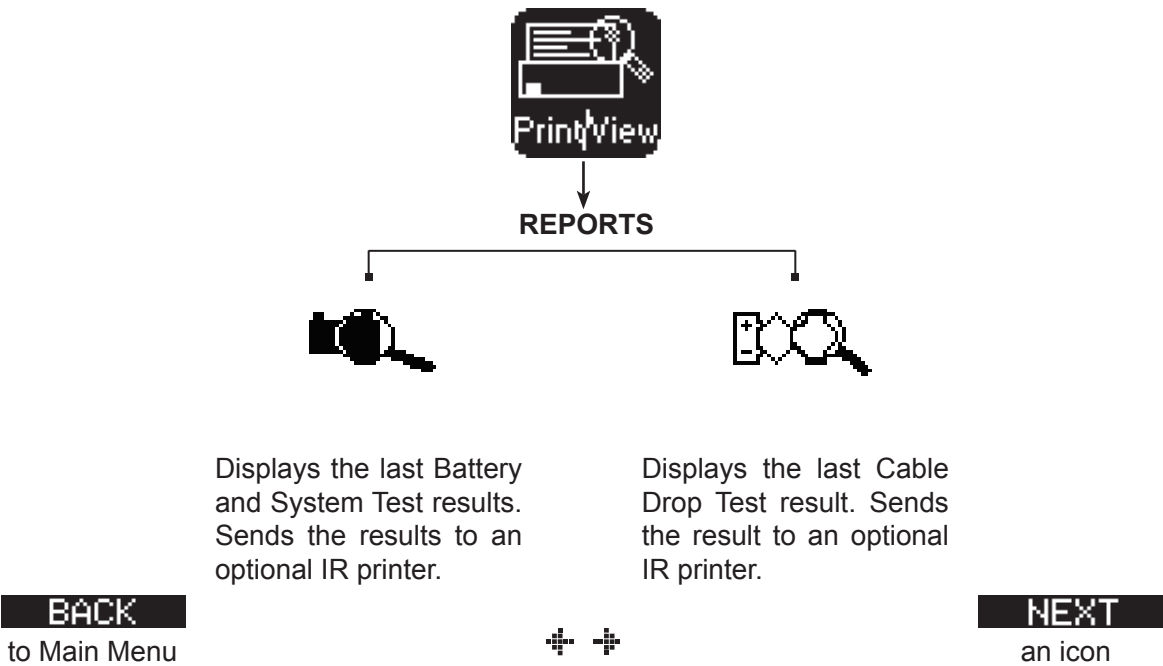 Print/View
REPORTS
+
−
Displays the last Battery
and System Test results.
Sends the results to an
optional IR printer.
Displays the last Cable
Drop Test result. Sends
the result to an optional
IR printer.
BACK
to Main Menu
NEXT
an icon